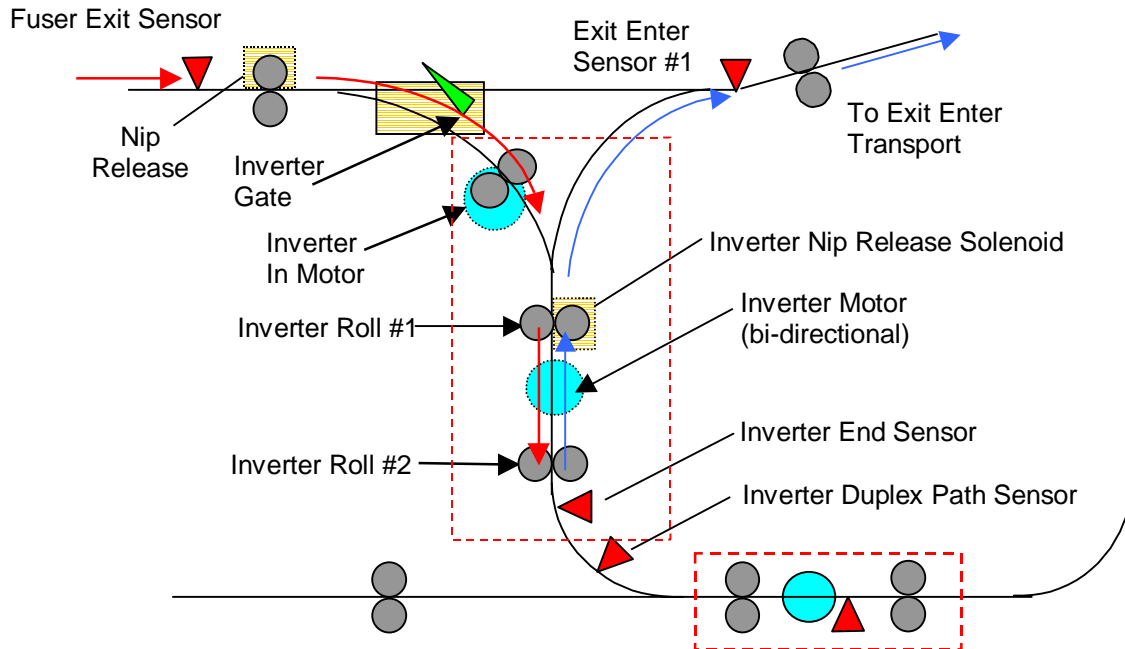 Fuser Exit Sensor
Exit Enter
Sensor #1
Nip
Release
Inverter
Gate
To Exit Enter
Transport
Inverter
In Motor
Inverter Nip Release Solenoid
Inverter Roll #1
Inverter Motor
(bi-directional)
Inverter Roll #2
Inverter End Sensor
Inverter Duplex Path Sensor